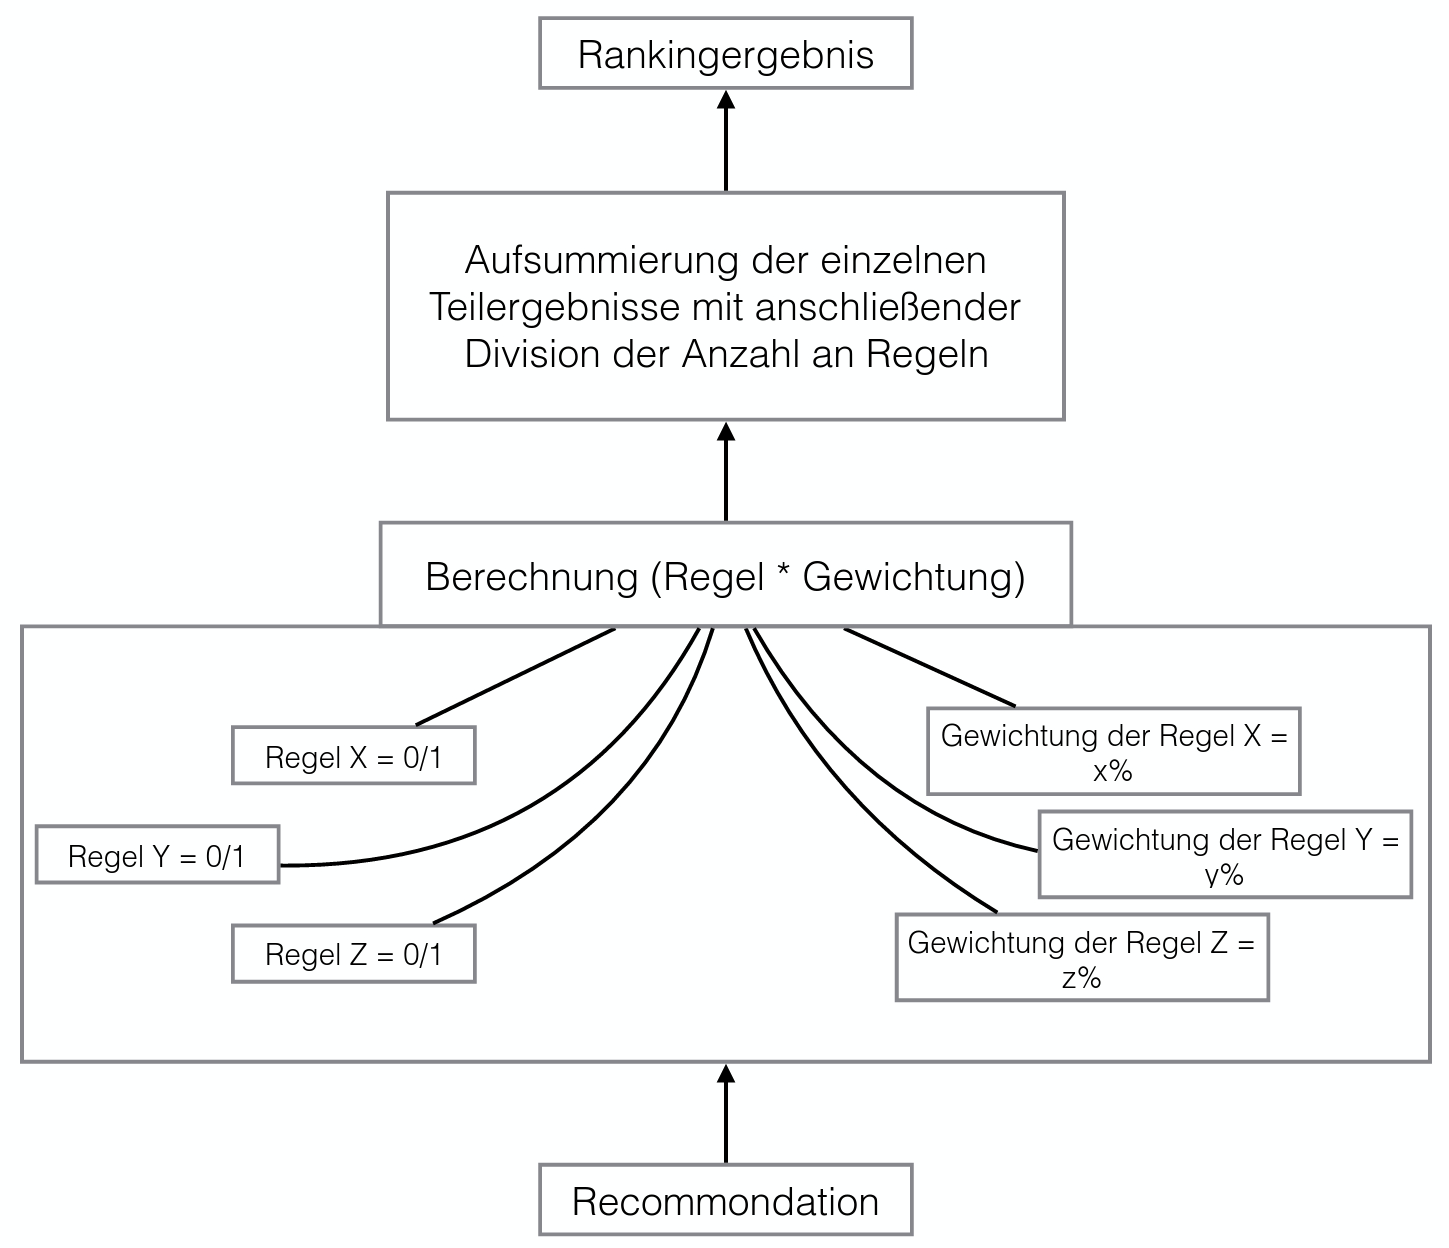 Rankingergebnis
Aufsummierung der einzelnen
Teilergebnisse mit anschließender
Division der Anzahl an Regeln
Berechnung (Regel * Gewichtung)
Regel X = 0/1
Regel Y = 0/1
Regel Z = 0/1
Gewichtung der Regel X =
x%
Gewichtung der Regel Y =
y%
Gewichtung der Regel Z =
z%
Recommondation